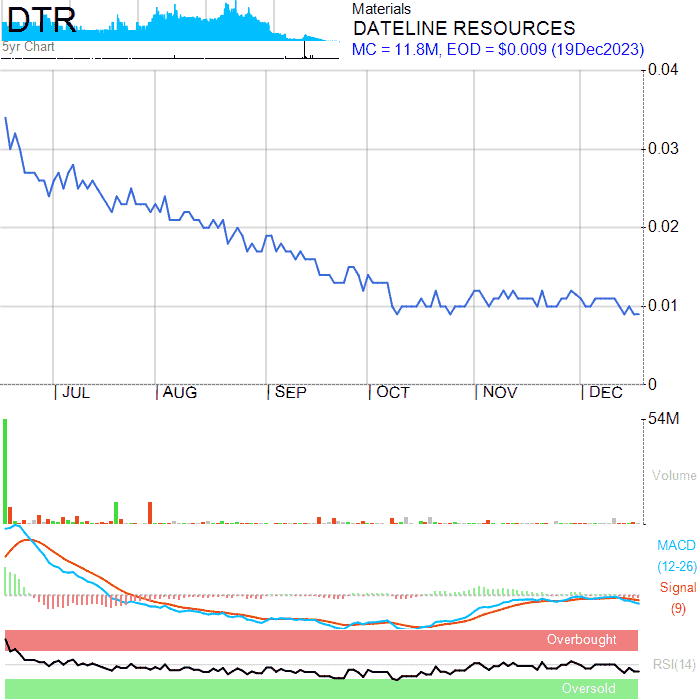 DTR
5yr Chart
Materials
DATELINE RESOURCES
MC = 11.8M, EOD = $0.009 (19Dec2023)
0.04
0.03
0.02
0.01
0
JUL AUG SEP OCT NOV DEC
54M
Volume
MACD
(12-26)
Signal
(9)
Overbought
RSI(14)
Oversold